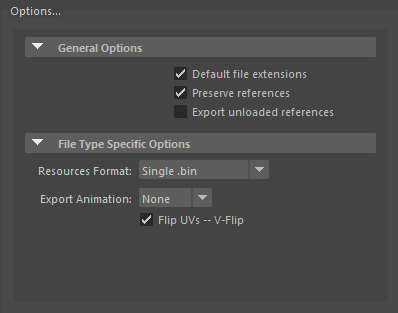 Options...
General Options
Default file extensions
Preserve references
Export unloaded references
File Type Specific Options
Resources Format: Single .bin
Export Animation: None
Flip UVs -- V-Flip